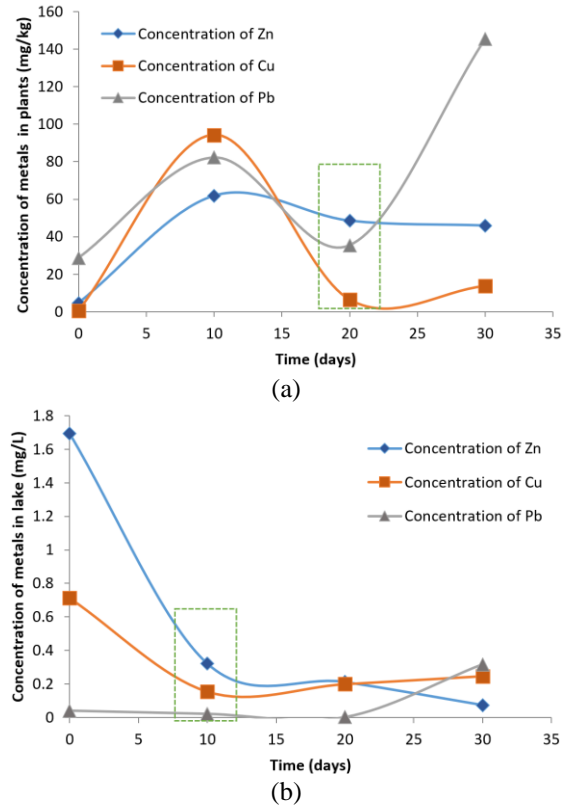 Concentration of metals in plants (mg/kg)
160
140
120
100
80
60
40
20
0
Concentration of Zn
Concentration of Cu
Concentration of Pb
0 5 10 15 20 25 30 35
Time (days)
(a)
Concentration of metals in lake (mg/L)
1.8
1.6
1.4
1.2
1
0.8
0.6
0.4
0.2
0
Concentration of Zn
Concentration of Cu
Concentration of Pb
0 5 10 15 20 25 30 35
Time (days)
(b)